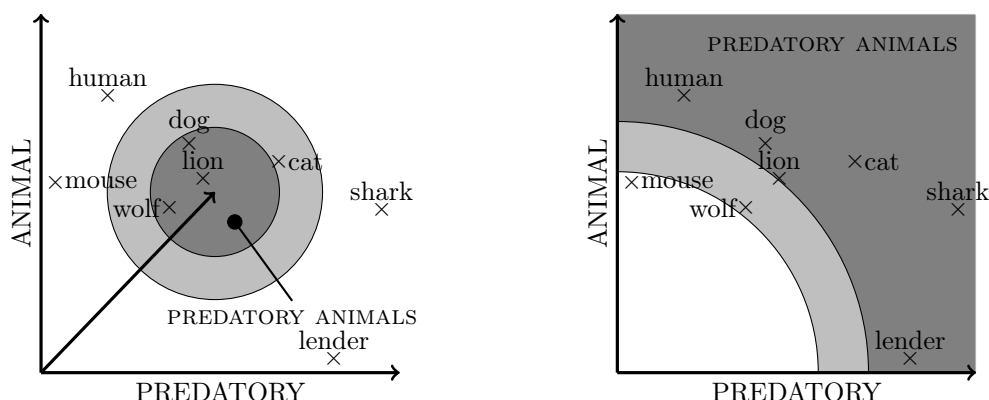 human
dog
lion
cat
mouse
shark
wolf
ANIMAL
PREDATORY ANIMALS
lender
PREDATORY
PREDATORY ANIMALS
human
dog
lion
cat
mouse
shark
wolf
ANIMAL
lender
PREDATORY